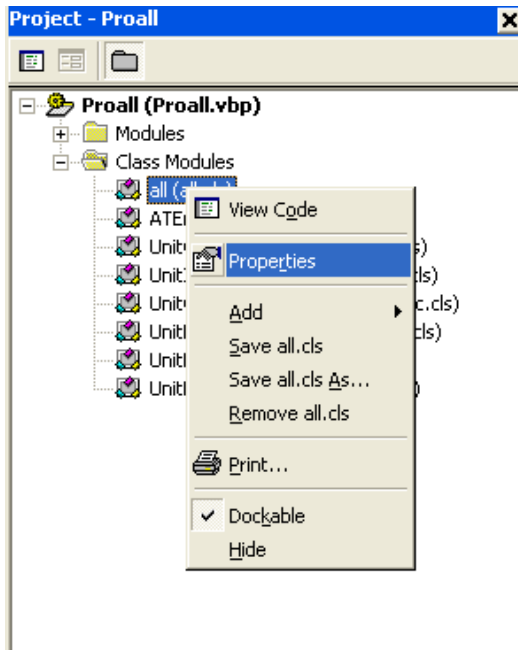 Project - Proall
Proall (Proall.vbp)
Modules
Class Modules
all
View Code
Properties
Add
Save all.cls
Save all.cls As...
Remove all.cls
Print...
Dockable
Hide
c.cls)